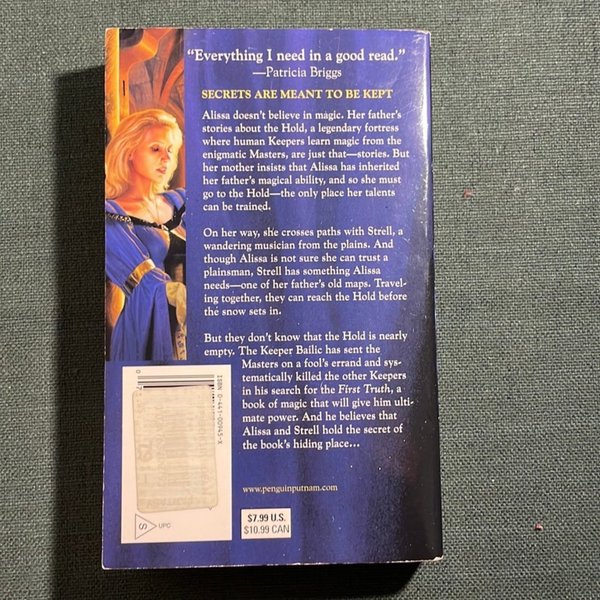 “Everything I need in a good read.”
—Patricia Briggs
SECRETS ARE MEANT TO BE KEPT
Alissa doesn’t believe in magic. Her father’s
stories about the Hold, a legendary fortress
where human Keepers learn magic from the
enigmatic Masters, are just that—stories. But
her mother insists that Alissa has inherited
her father’s magical ability, and so she must
go to the Hold—the only place her talents
can be trained.
On her way, she crosses paths with Strell, a
wandering musician from the plains. And
though Alissa is not sure she can trust a
plainsman, Strell has something Alissa
needs—one of her father’s old maps. Travel-
ing together, they can reach the Hold before
the snow sets in.
But they don’t know that the Hold is nearly
empty. The Keeper Bailic has sent the
Masters on a fool’s errand and sys-
tematically killed the other Keepers
in his search for the First Truth, a
book of magic that will give him ulti-
mate power. And he believes that
Alissa and Strell hold the secret of
the book’s hiding place…
ISBN 0-441-00945-X
www.penguinputnam.com
S UPC
$7.99 U.S.
$10.99 CAN